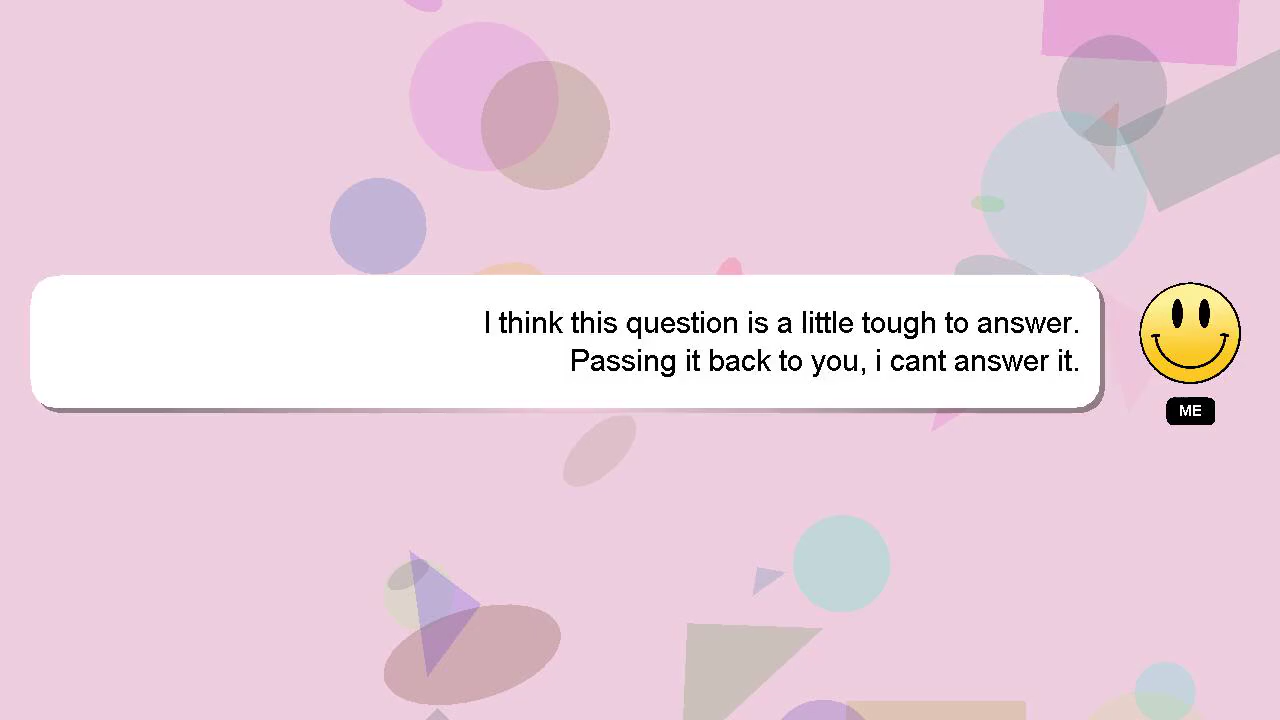 I think this question is a little tough to answer.
Passing it back to you, i cant answer it.
ME